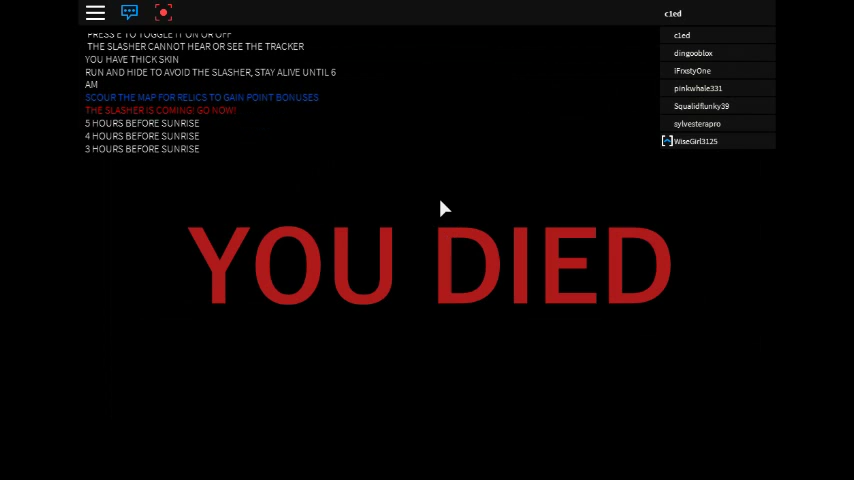 c1ed
PRESS E TO TOGGLE IT ON OR OFF
THE SLASHER CANNOT HEAR OR SEE THE TRACKER
YOU HAVE THICK SKIN
RUN AND HIDE TO AVOID THE SLASHER, STAY ALIVE UNTIL 6
AM
SCOUR THE MAP FOR RELICS TO GAIN POINT BONUSES
THE SLASHER IS COMING! GO NOW!
5 HOURS BEFORE SUNRISE
4 HOURS BEFORE SUNRISE
3 HOURS BEFORE SUNRISE
c1ed
dingooblox
iFrxstyOne
pinkwhale331
Squalidflunky39
sylvesterapro
WiseGirl3125
YOU DIED